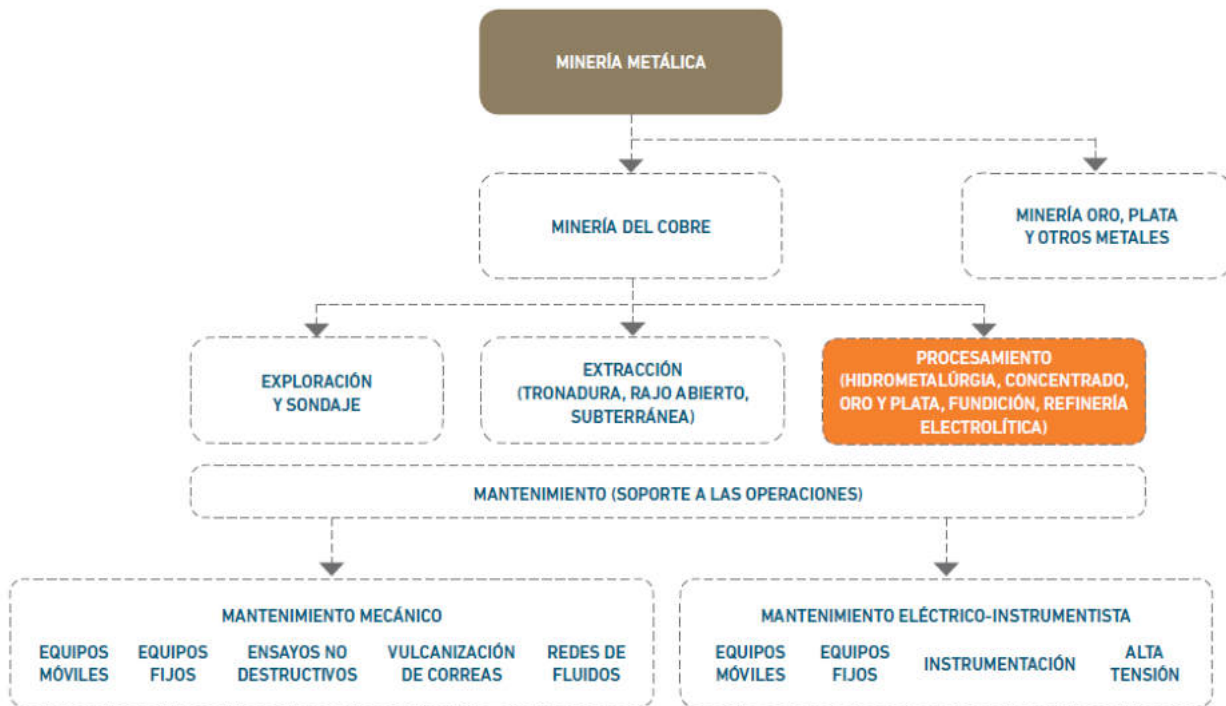 MINERÍA METÁLICA
MINERÍA DEL COBRE
MINERÍA ORO, PLATA
Y OTROS METALES
EXPLORACIÓN
Y SONDAJE
EXTRACCIÓN
(TRONADURA, RAJO ABIERTO,
SUBTERRÁNEA)
PROCESAMIENTO
(HIDROMETALÚRGIA, CONCENTRADO,
ORO Y PLATA, FUNDICIÓN, REFINERÍA
ELECTROLÍTICA)
MANTENIMIENTO (SOPORTE A LAS OPERACIONES)
MANTENIMIENTO MECÁNICO
EQUIPOS
MÓVILES
EQUIPOS
FIJOS
ENSAYOS NO
DESTRUCTIVOS
VULCANIZACIÓN
DE CORREAS
REDES DE
FLUIDOS
MANTENIMIENTO ELÉCTRICO-INSTRUMENTISTA
EQUIPOS
MÓVILES
EQUIPOS
FIJOS
INSTRUMENTACIÓN
ALTA
TENSIÓN